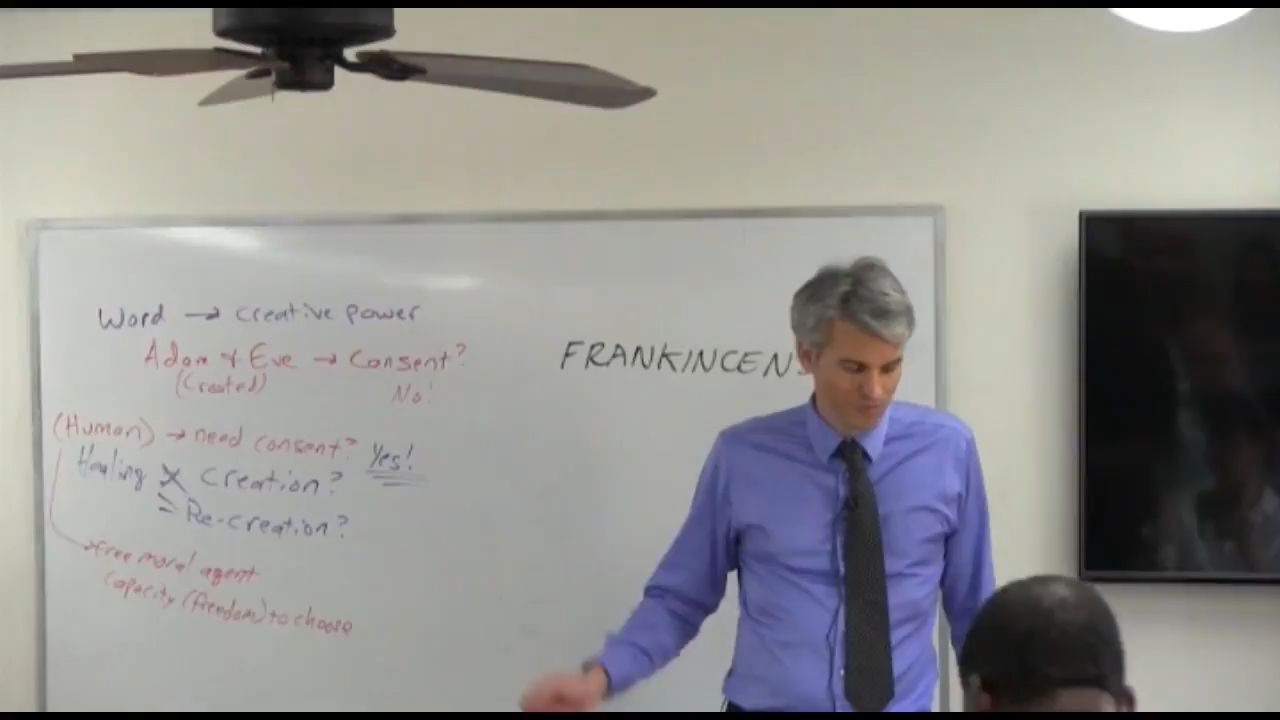 Word → creative power
Adam & Eve → Consent?
(Created) No!
(Human) → need consent? Yes!
Healing X Creation?
= Re-creation?
→ free moral agent
capacity (freedom) to choose
FRANKINCENS